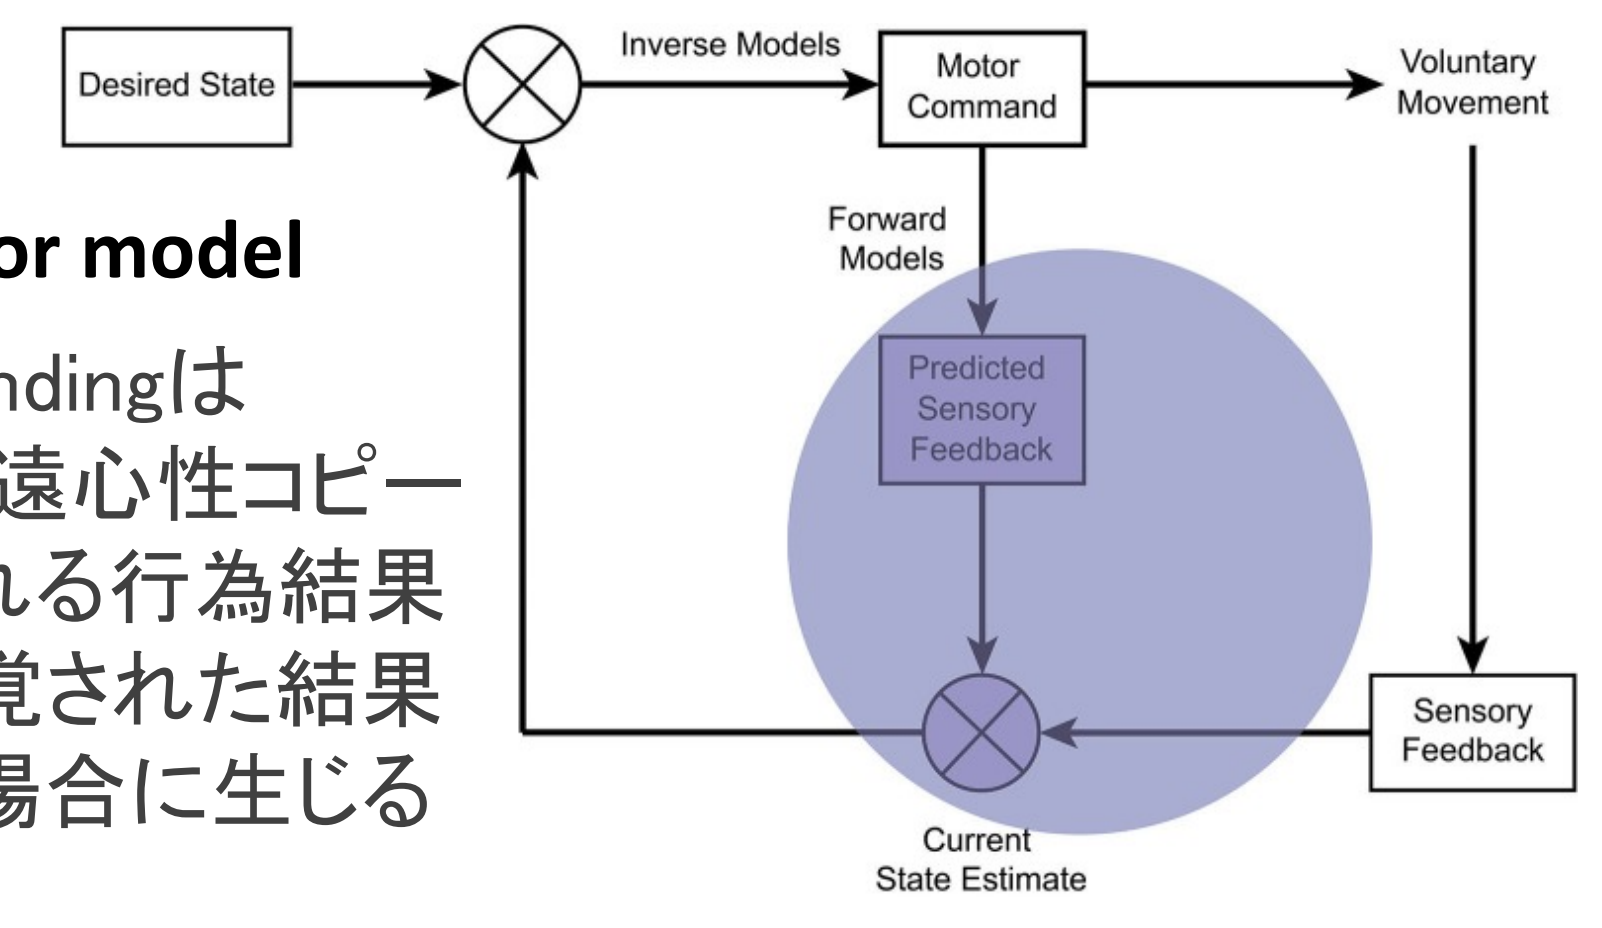 Desired State
Inverse Models
Motor
Command
Voluntary
Movement
or model
ndingは
遠心性コピー
れる行為結果
覚された結果
場合に生じる
Forward
Models
Predicted
Sensory
Feedback
Sensory
Feedback
Current
State Estimate